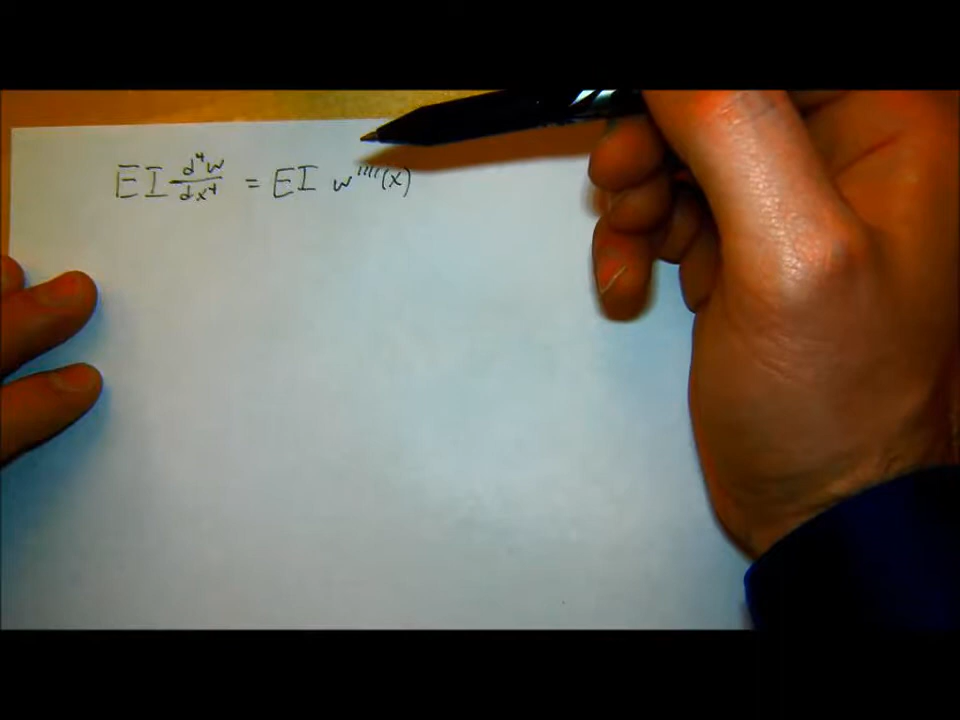 EI d⁴w/dx⁴ = EI w''''(x)